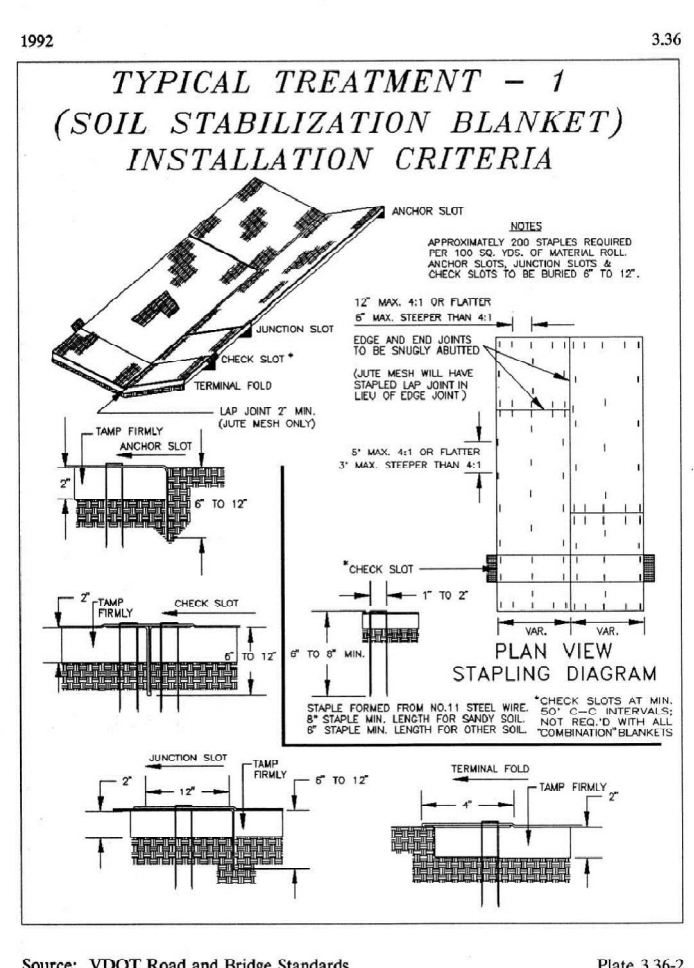 1992
3.36
TYPICAL TREATMENT - 1
(SOIL STABILIZATION BLANKET)
INSTALLATION CRITERIA
ANCHOR SLOT
NOTES
APPROXIMATELY 200 STAPLES REQUIRED
PER 100 SQ. YDS. OF MATERIAL ROLL.
ANCHOR SLOTS, JUNCTION SLOTS &
CHECK SLOTS TO BE BURIED 6" TO 12".
12" MAX. 4:1 OR FLATTER
6" MAX. STEEPER THAN 4:1
JUNCTION SLOT
EDGE AND END JOINTS
TO BE SNUGLY ABUTTED
CHECK SLOT *
(JUTE MESH WILL HAVE
STAPLED LAP JOINT IN
LIEU OF EDGE JOINT)
TERMINAL FOLD
LAP JOINT 2" MIN.
(JUTE MESH ONLY)
TAMP FIRMLY
ANCHOR SLOT
2"
6" TO 12"
5' MAX. 4:1 OR FLATTER
3' MAX. STEEPER THAN 4:1
*CHECK SLOT
1" TO 2"
2"
TAMP
FIRMLY
CHECK SLOT
6" TO 12"
6" TO 8" MIN.
VAR.
VAR.
PLAN VIEW
STAPLING DIAGRAM
STAPLE FORMED FROM NO.11 STEEL WIRE.
8" STAPLE MIN. LENGTH FOR SANDY SOIL.
6" STAPLE MIN. LENGTH FOR OTHER SOIL.
*CHECK SLOTS AT MIN.
50' C-C INTERVALS;
NOT REQ.'D WITH ALL
"COMBINATION" BLANKETS
JUNCTION SLOT
2"
12"
TAMP
FIRMLY
6" TO 12"
TERMINAL FOLD
4"
TAMP FIRMLY
2"
Source: VDOT Road and Bridge Standards
Plate 3.36-2